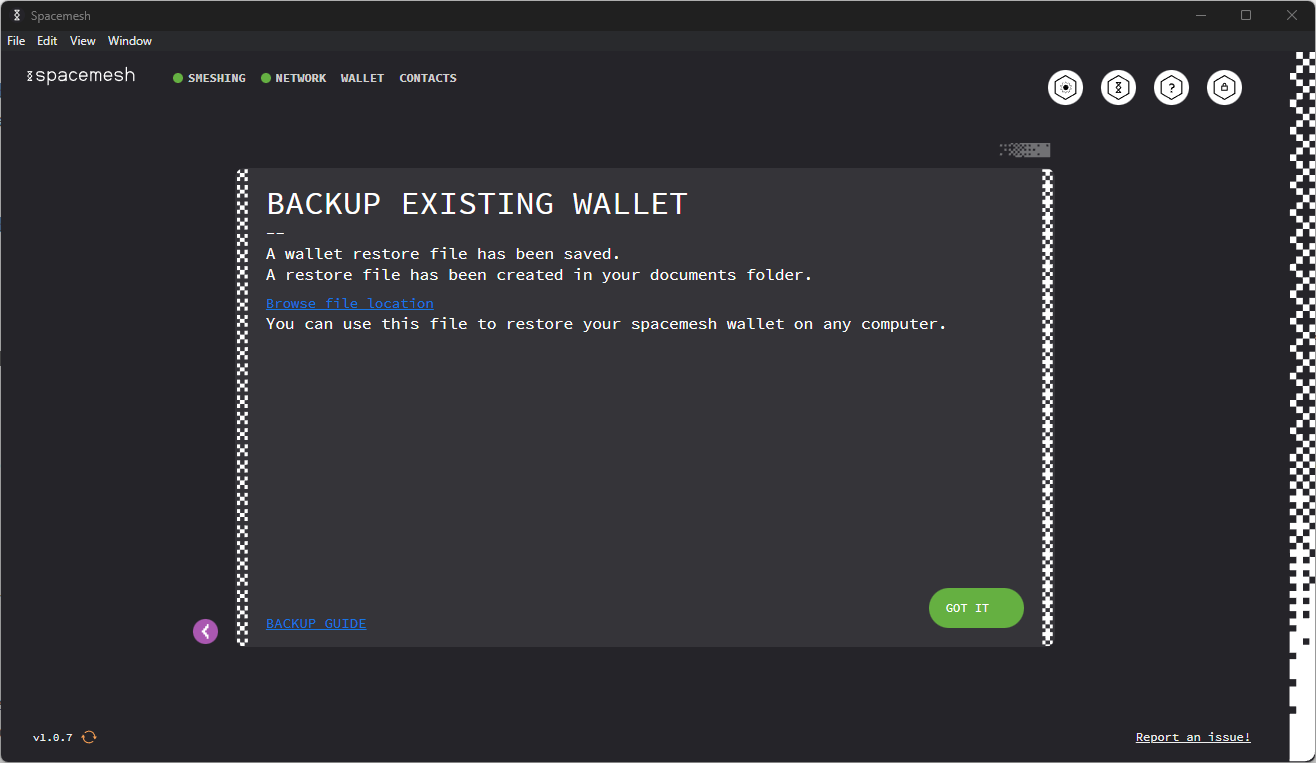 Spacemesh
File Edit View Window
spacemesh
SMESHING NETWORK WALLET CONTACTS
?
BACKUP EXISTING WALLET
--
A wallet restore file has been saved.
A restore file has been created in your documents folder.
Browse file location
You can use this file to restore your spacemesh wallet on any computer.
GOT IT
BACKUP GUIDE
v1.0.7
Report an issue!